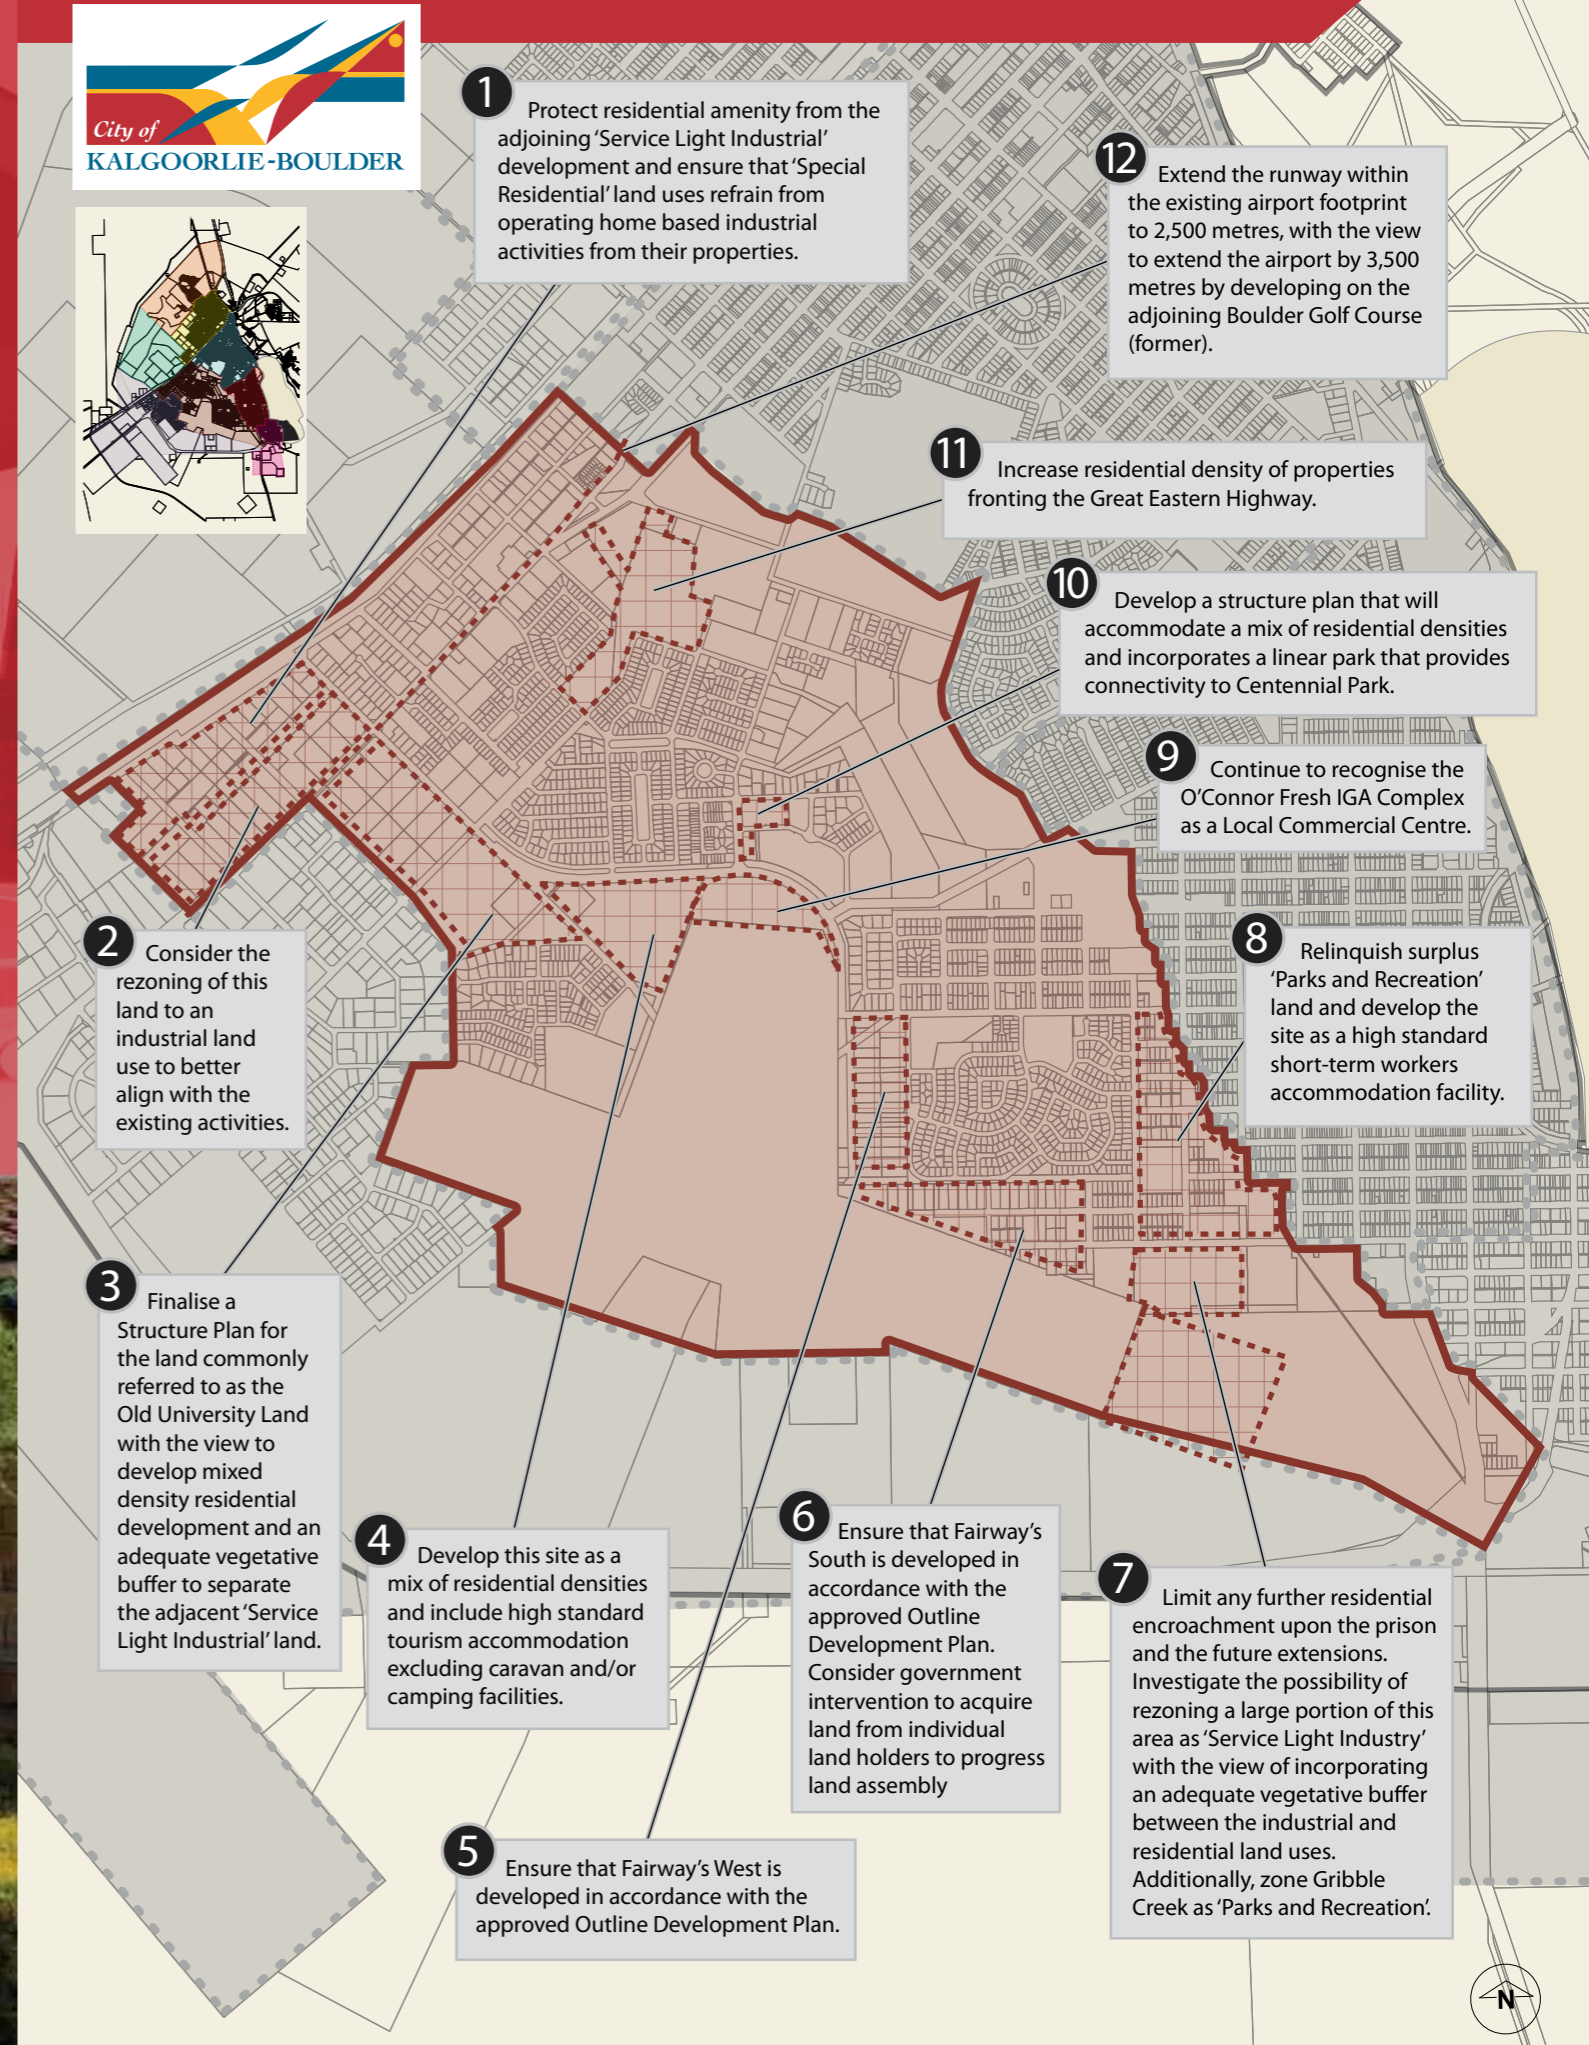 City of
KALGOORLIE-BOULDER
1
Protect residential amenity from the
adjoining ‘Service Light Industrial’
development and ensure that ‘Special
Residential’ land uses refrain from
operating home based industrial
activities from their properties.
12
Extend the runway within
the existing airport footprint
to 2,500 metres, with the view
to extend the airport by 3,500
metres by developing on the
adjoining Boulder Golf Course
(former).
11
Increase residential density of properties
fronting the Great Eastern Highway.
10
Develop a structure plan that will
accommodate a mix of residential densities
and incorporates a linear park that provides
connectivity to Centennial Park.
9
Continue to recognise the
O’Connor Fresh IGA Complex
as a Local Commercial Centre.
8
Relinquish surplus
‘Parks and Recreation’
land and develop the
site as a high standard
short-term workers
accommodation facility.
2
Consider the
rezoning of this
land to an
industrial land
use to better
align with the
existing activities.
3
Finalise a
Structure Plan for
the land commonly
referred to as the
Old University Land
with the view to
develop mixed
density residential
development and an
adequate vegetative
buffer to separate
the adjacent ‘Service
Light Industrial’ land.
4
Develop this site as a
mix of residential densities
and include high standard
tourism accommodation
excluding caravan and/or
camping facilities.
5
Ensure that Fairway’s West is
developed in accordance with the
approved Outline Development Plan.
6
Ensure that Fairway’s
South is developed in
accordance with the
approved Outline
Development Plan.
Consider government
intervention to acquire
land from individual
land holders to progress
land assembly
7
Limit any further residential
encroachment upon the prison
and the future extensions.
Investigate the possibility of
rezoning a large portion of this
area as ‘Service Light Industry’
with the view of incorporating
an adequate vegetative buffer
between the industrial and
residential land uses.
Additionally, zone Gribble
Creek as ‘Parks and Recreation’.
N